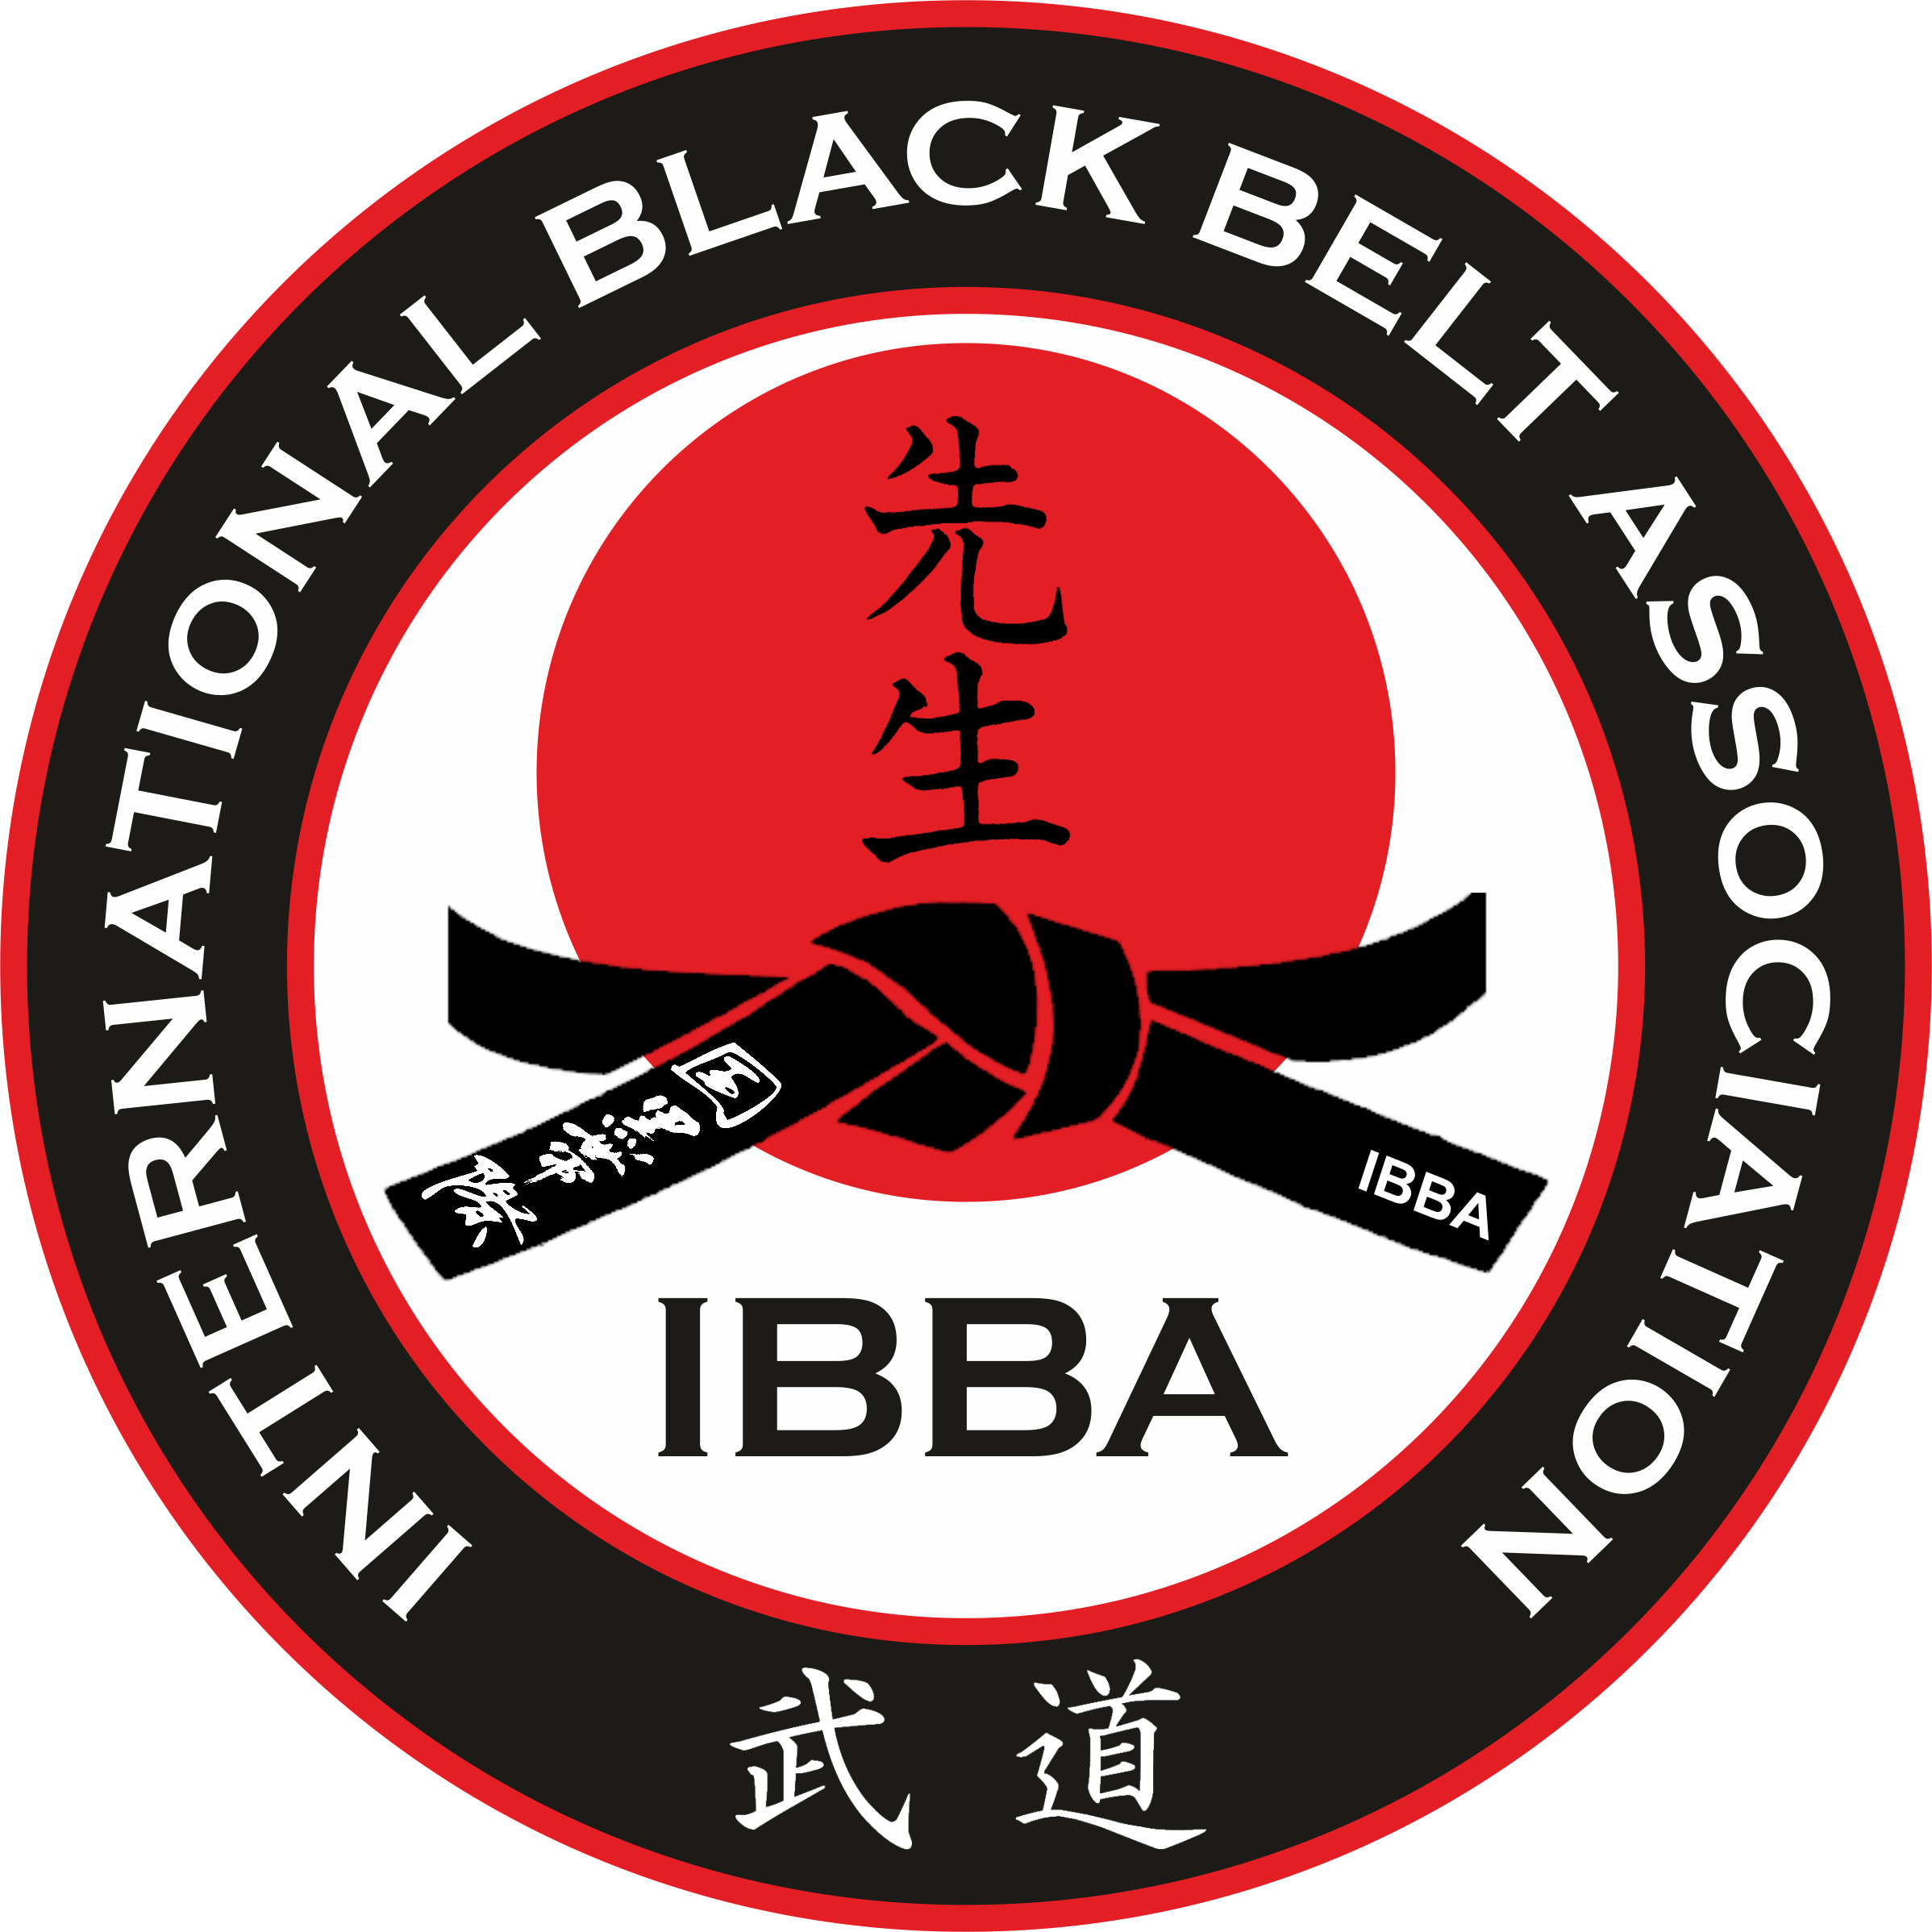 INTERNATIONAL BLACK BELT ASSOCIATION
先生
IBBA
IBBA
武道